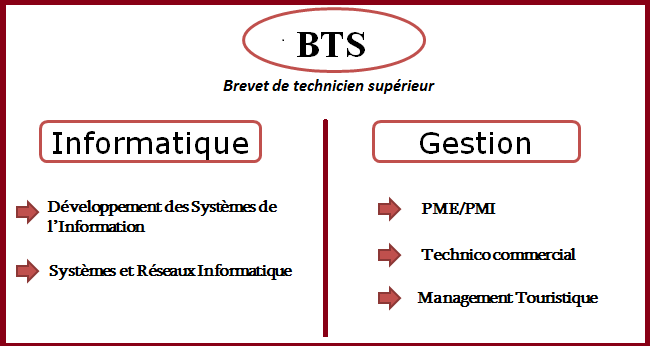 BTS
Brevet de technicien supérieur
Informatique
Développement des Systèmes de
l’Information
Systèmes et Réseaux Informatique
Gestion
PME/PMI
Technico commercial
Management Touristique